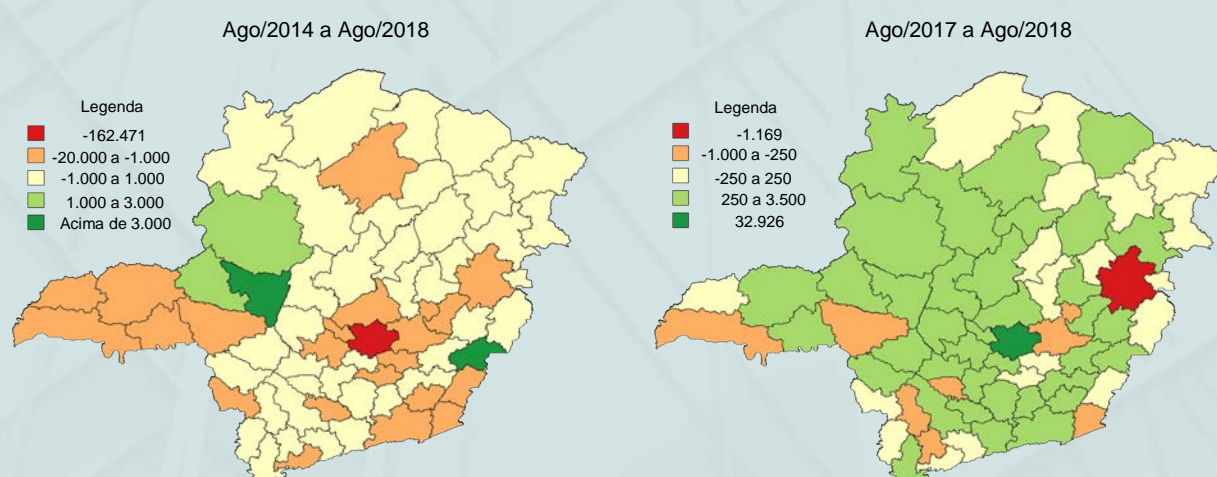 Ago/2014 a Ago/2018
Legenda
-162.471
-20.000 a -1.000
-1.000 a 1.000
1.000 a 3.000
Acima de 3.000
Ago/2017 a Ago/2018
Legenda
-1.169
-1.000 a -250
-250 a 250
250 a 3.500
32.926